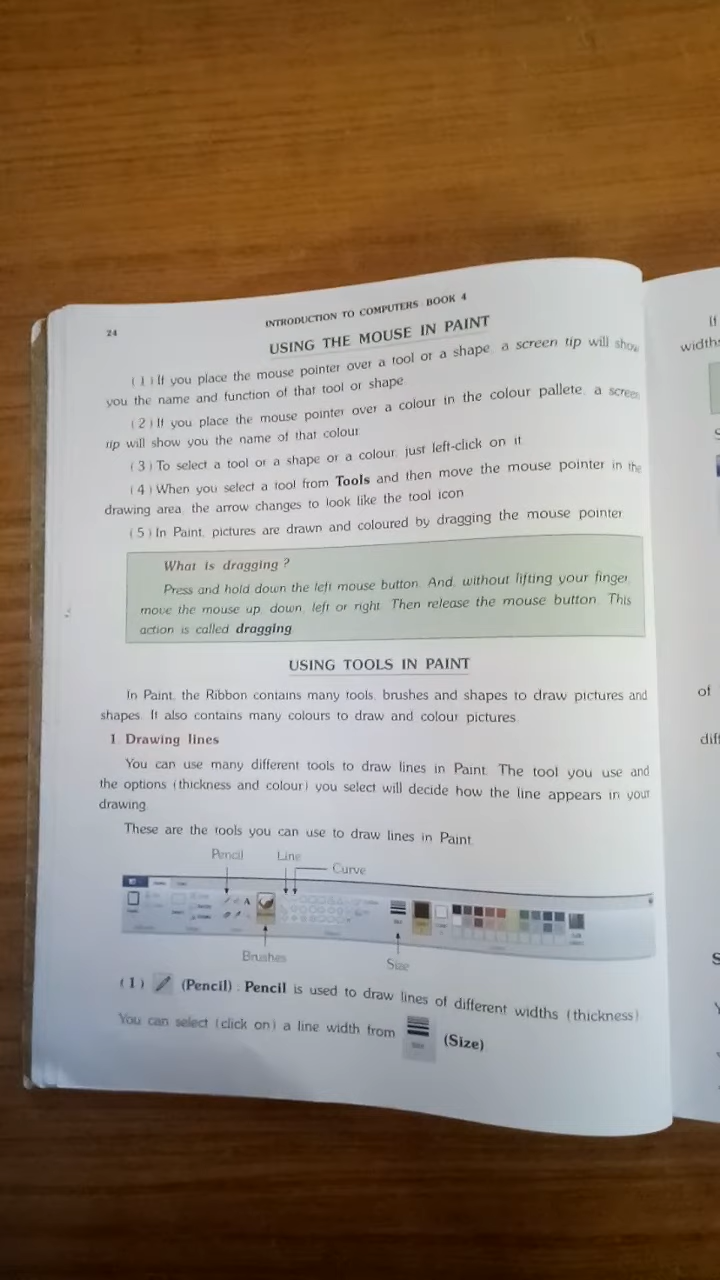 24
INTRODUCTION TO COMPUTERS BOOK 4
USING THE MOUSE IN PAINT
(1) If you place the mouse pointer over a tool or a shape, a screen tip will show
you the name and function of that tool or shape.
(2) If you place the mouse pointer over a colour in the colour pallete, a screen
tip will show you the name of that colour.
(3) To select a tool or a shape or a colour, just left-click on it.
(4) When you select a tool from Tools and then move the mouse pointer in the
drawing area, the arrow changes to look like the tool icon.
(5) In Paint, pictures are drawn and coloured by dragging the mouse pointer.
What is dragging ?
Press and hold down the left mouse button. And, without lifting your finger,
move the mouse up, down, left or right. Then release the mouse button. This
action is called dragging.
USING TOOLS IN PAINT
In Paint, the Ribbon contains many tools, brushes and shapes to draw pictures and
shapes. It also contains many colours to draw and colour pictures.
1. Drawing lines
You can use many different tools to draw lines in Paint. The tool you use and
the options (thickness and colour) you select will decide how the line appears in your
drawing.
These are the tools you can use to draw lines in Paint.
Pencil Line
Curve
A
Brushes
Size
(1) (Pencil) : Pencil is used to draw lines of different widths (thickness).
You can select (click on) a line width from (Size).
If
width
of